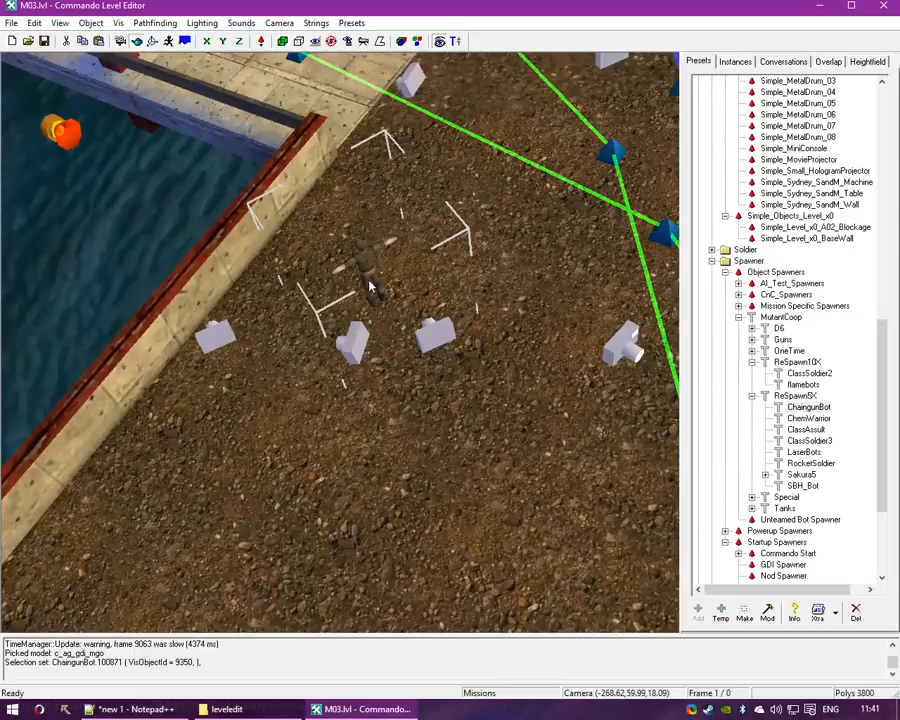 M03.lvl - Commando Level Editor
File Edit View Object Vis Pathfinding Lighting Sounds Camera Strings Presets
X Y Z
Presets Instances Conversations Overlap Heightfield
Simple_MetalDrum_03
Simple_MetalDrum_04
Simple_MetalDrum_05
Simple_MetalDrum_06
Simple_MetalDrum_07
Simple_MetalDrum_08
Simple_MiniConsole
Simple_MovieProjector
Simple_Small_HologramProjector
Simple_Sydney_SandM_Machine
Simple_Sydney_SandM_Table
Simple_Sydney_SandM_Wall
Simple_Objects_Level_x0
Simple_Level_x0_A02_Blockage
Simple_Level_x0_BaseWall
Soldier
Spawner
Object Spawners
AI_Test_Spawners
CnC_Spawners
Mission Specific Spawners
MutantCoop
D6
Guns
OneTime
ReSpawn10X
ClassSoldier2
flamebots
ReSpawn5X
ChaingunBot
ChemWarrior
ClassAssult
ClassSoldier3
LaserBots
RocketSoldier
Sakura5
SBH_Bot
Special
Tanks
Unteamed Bot Spawner
Powerup Spawners
Startup Spawners
Commando Start
GDI Spawner
Nod Spawner
Add Temp Make Mod Info Xtra Del
TimeManager::Update: warning, frame 9063 was slow (4374 ms)
Picked model: c_ag_gdi_mgo
Selection set: ChaingunBot.100871 ( VisObjectId = 9350, ),
Ready Missions Camera (-268.62,59.99,18.09) Frame 1 / 0 Polys 3800
*new 1 - Notepad++ leveledit M03.lvl - Commando... ENG 11:41